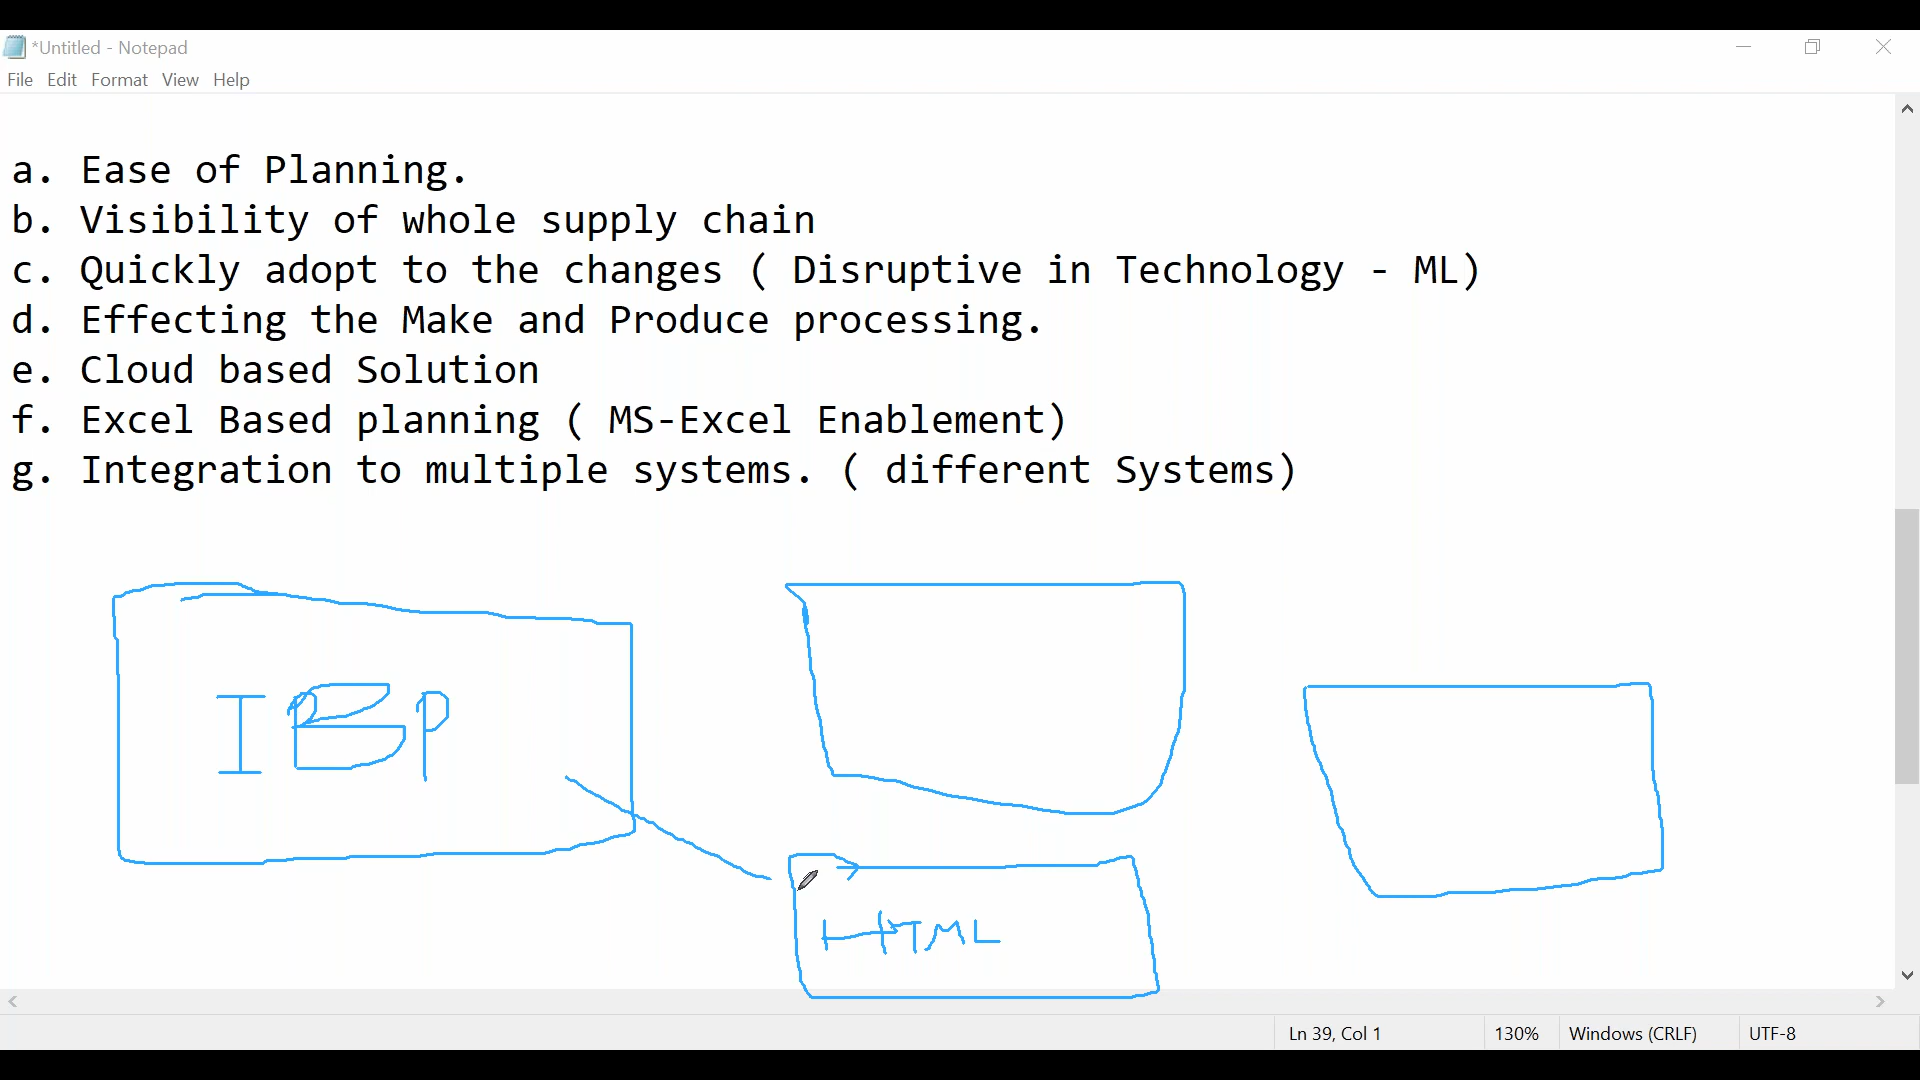 *Untitled - Notepad
File Edit Format View Help
a. Ease of Planning.
b. Visibility of whole supply chain
c. Quickly adopt to the changes ( Disruptive in Technology - ML)
d. Effecting the Make and Produce processing.
e. Cloud based Solution
f. Excel Based planning ( MS-Excel Enablement)
g. Integration to multiple systems. ( different Systems)
IBP
HTML
Ln 39, Col 1 130% Windows (CRLF) UTF-8